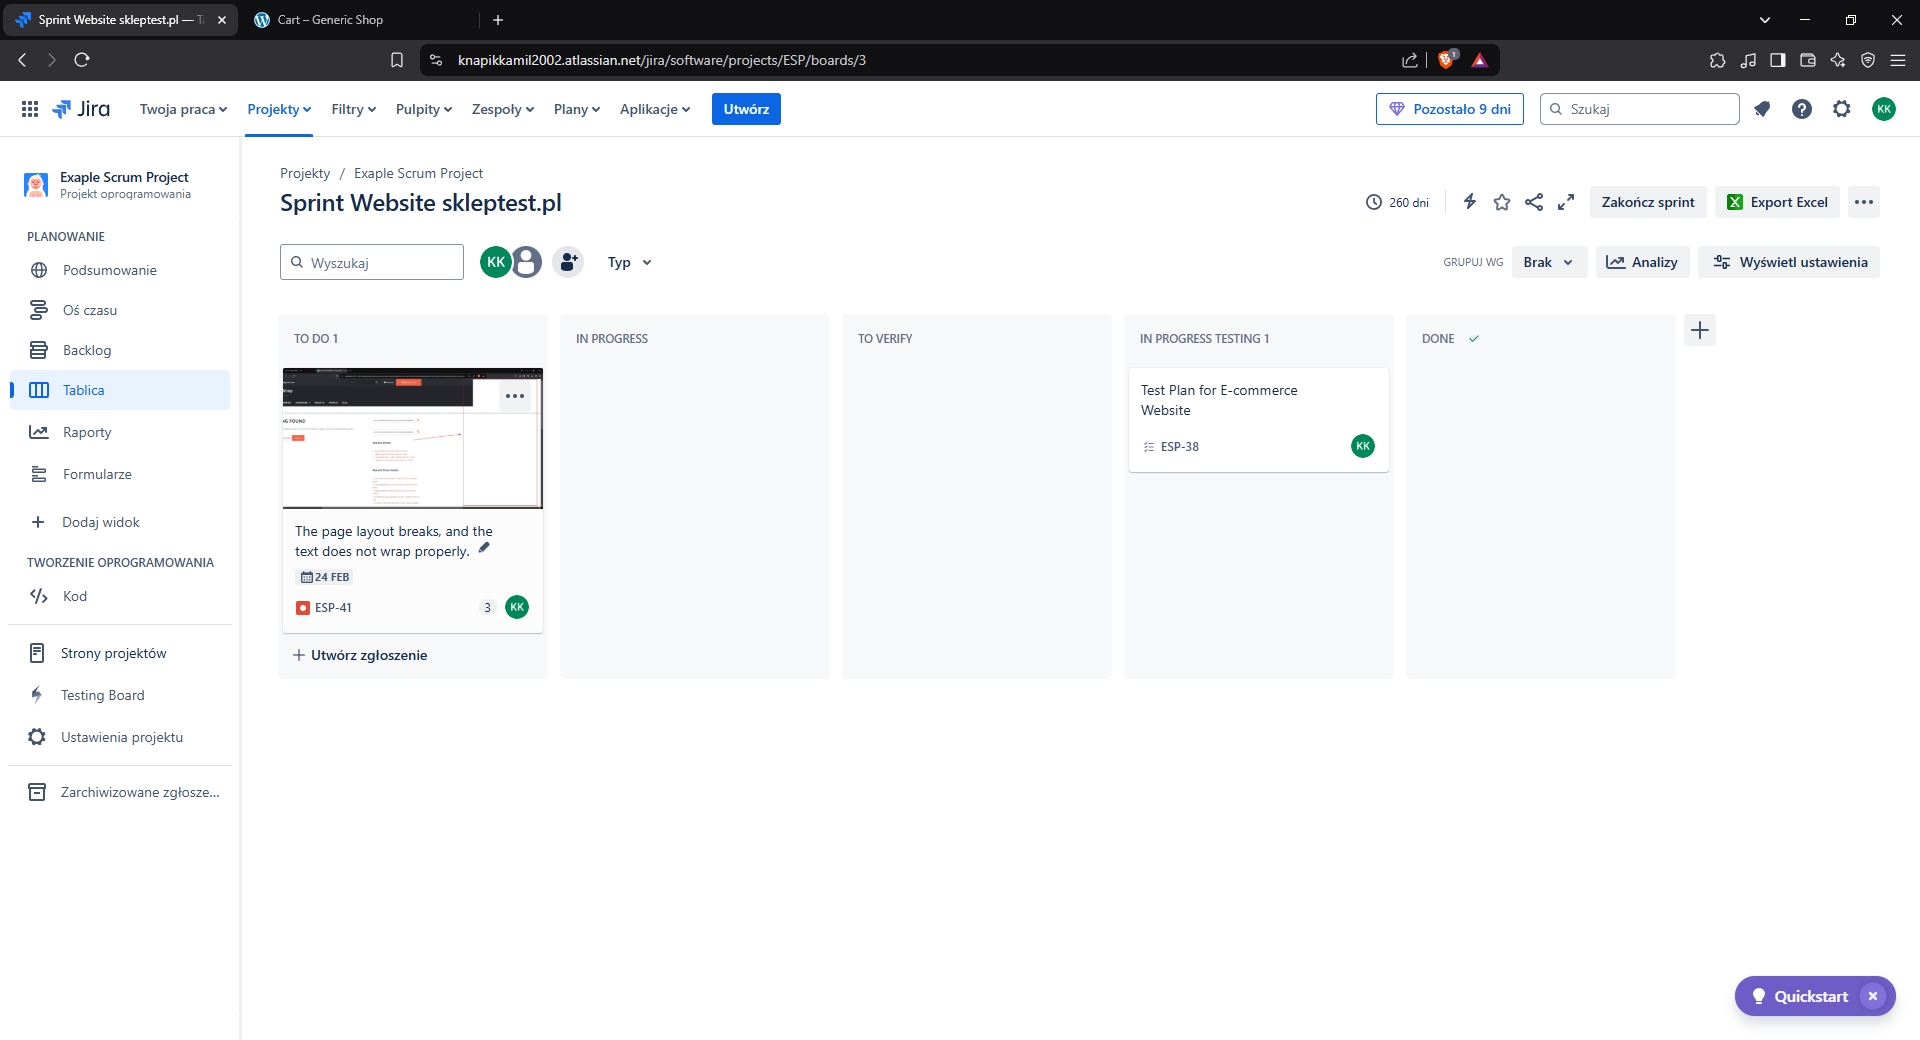 Sprint Website skleptest.pl — T
Cart – Generic Shop
knapikkamil2002.atlassian.net/jira/software/projects/ESP/boards/3
1
Jira
Twoja praca
Projekty
Filtry
Pulpity
Zespoły
Plany
Aplikacje
Utwórz
Pozostało 9 dni
Szukaj
KK
Exaple Scrum Project
Projekt oprogramowania
PLANOWANIE
Podsumowanie
Oś czasu
Backlog
Tablica
Raporty
Formularze
Dodaj widok
TWORZENIE OPROGRAMOWANIA
Kod
Strony projektów
Testing Board
Ustawienia projektu
Zarchiwizowane zgłosze...
Projekty / Exaple Scrum Project
Sprint Website skleptest.pl
260 dni
Zakończ sprint
Export Excel
Wyszukaj
KK
Typ
GRUPUJ WG
Brak
Analizy
Wyświetl ustawienia
TO DO 1
The page layout breaks, and the
text does not wrap properly.
24 FEB
ESP-41
3
KK
Utwórz zgłoszenie
IN PROGRESS
TO VERIFY
IN PROGRESS TESTING 1
Test Plan for E-commerce
Website
ESP-38
KK
DONE
Quickstart